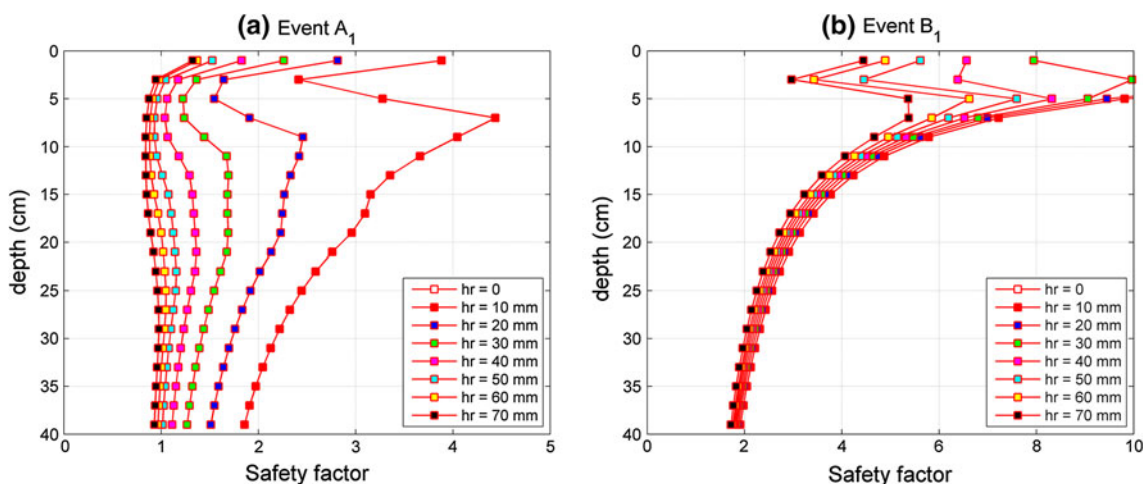 (a) Event A1
0
5
10
15
20
25
30
35
40
depth (cm)
0 1 2 3 4 5
Safety factor
hr = 0
hr = 10 mm
hr = 20 mm
hr = 30 mm
hr = 40 mm
hr = 50 mm
hr = 60 mm
hr = 70 mm
(b) Event B1
0
5
10
15
20
25
30
35
40
depth (cm)
0 2 4 6 8 10
Safety factor
hr = 0
hr = 10 mm
hr = 20 mm
hr = 30 mm
hr = 40 mm
hr = 50 mm
hr = 60 mm
hr = 70 mm